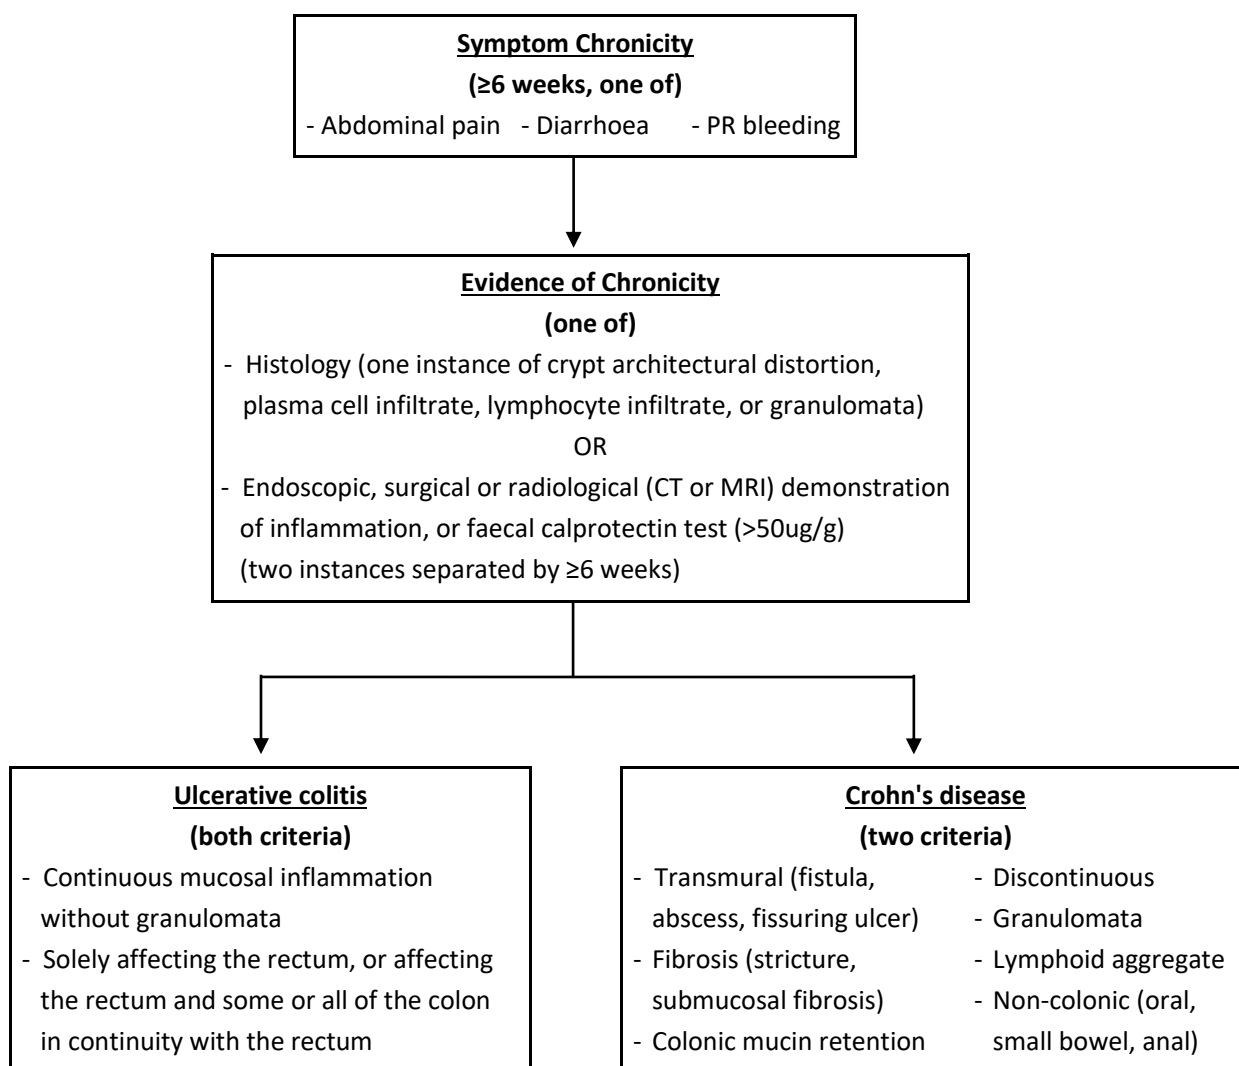 Symptom Chronicity
(≥6 weeks, one of)
- Abdominal pain - Diarrhoea - PR bleeding
Evidence of Chronicity
(one of)
- Histology (one instance of crypt architectural distortion,
plasma cell infiltrate, lymphocyte infiltrate, or granulomata)
OR
- Endoscopic, surgical or radiological (CT or MRI) demonstration
of inflammation, or faecal calprotectin test (>50ug/g)
(two instances separated by ≥6 weeks)
Ulcerative colitis
(both criteria)
- Continuous mucosal inflammation
without granulomata
- Solely affecting the rectum, or affecting
the rectum and some or all of the colon
in continuity with the rectum
Crohn's disease
(two criteria)
- Transmural (fistula,
abscess, fissuring ulcer)
- Fibrosis (stricture,
submucosal fibrosis)
- Colonic mucin retention
- Discontinuous
- Granulomata
- Lymphoid aggregate
- Non-colonic (oral,
small bowel, anal)